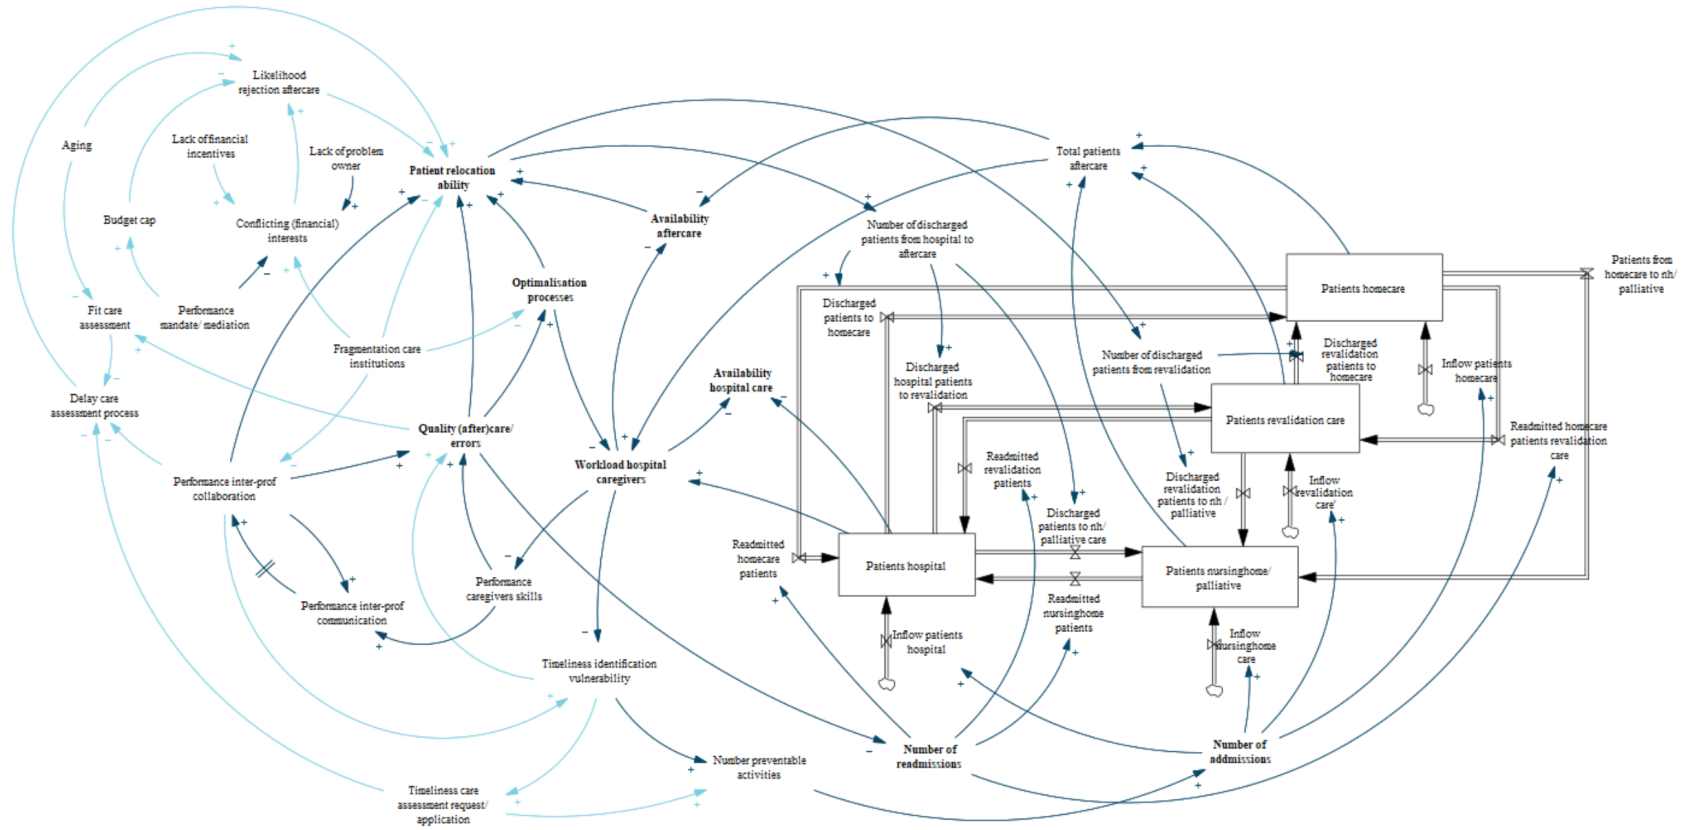 Likelihood
rejection aftercare
Aging
Lack of financial
incentives
Lack of problem
owner
Patient relocation
ability
Budget cap
Conflicting (financial)
interests
Availability
aftercare
Total patients
aftercare
Number of discharged
patients from hospital to
aftercare
Patients homecare
Patients from
homecare to nh/
palliative
Optimalisation
processes
Fit care
assessment
Performance
mandate/ mediation
Fragmentation care
institutions
Discharged
patients to
homecare
Discharged
hospital patients
to revalidation
Number of discharged
patients from revalidation
Discharged
revalidation
patients to
homecare
Inflow patients
homecare
Availability
hospital care
Delay care
assessment process
Quality (after)care/
errors
Patients revalidation care
Readmitted homecare
patients revalidation
care
Workload hospital
caregivers
Performance inter-prof
collaboration
Readmitted
revalidation
patients
Discharged
revalidation
patients to nh /
palliative
Inflow
revalidation
care'
Discharged
patients to nh/
palliative care
Readmitted
homecare
patients
Patients hospital
Patients nursinghome/
palliative
Performance
caregivers skills
Performance inter-prof
communication
Readmitted
nursinghome
patients
Inflow patients
hospital
Inflow
nursinghome
care
Timeliness identification
vulnerability
Number preventable
activities
Number of
readmissions
Number of
addmissions
Timeliness care
assessment request/
application